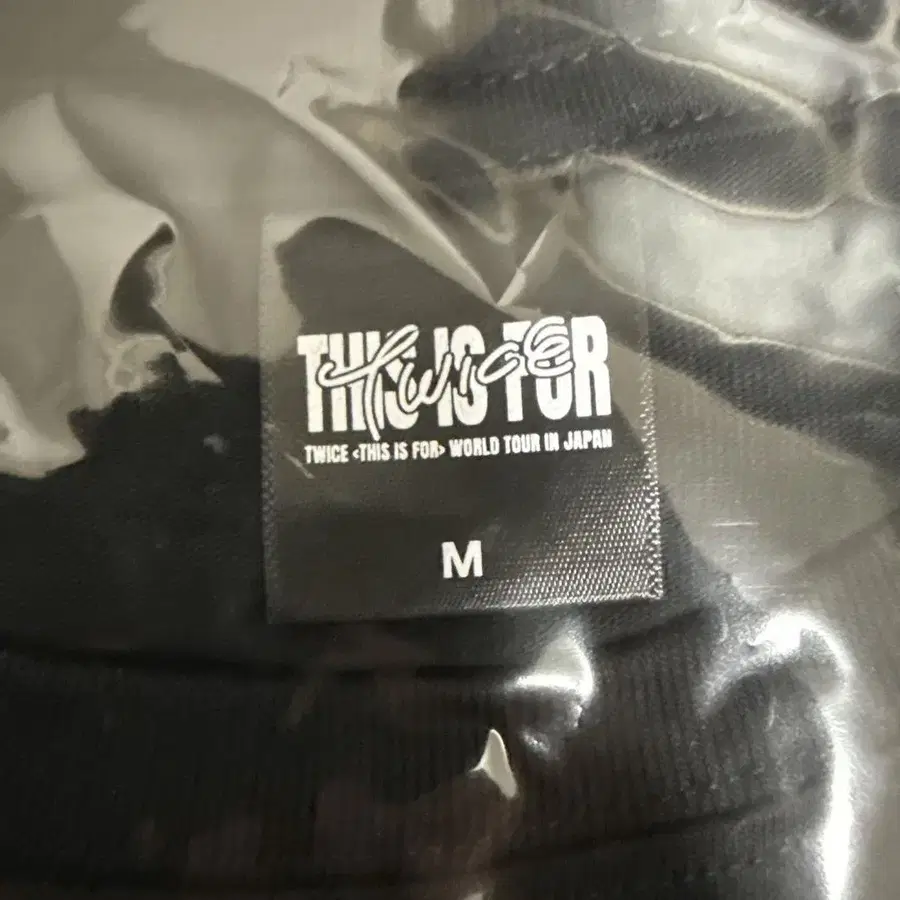 THIS IS FOR
Twice
TWICE <THIS IS FOR> WORLD TOUR IN JAPAN
M